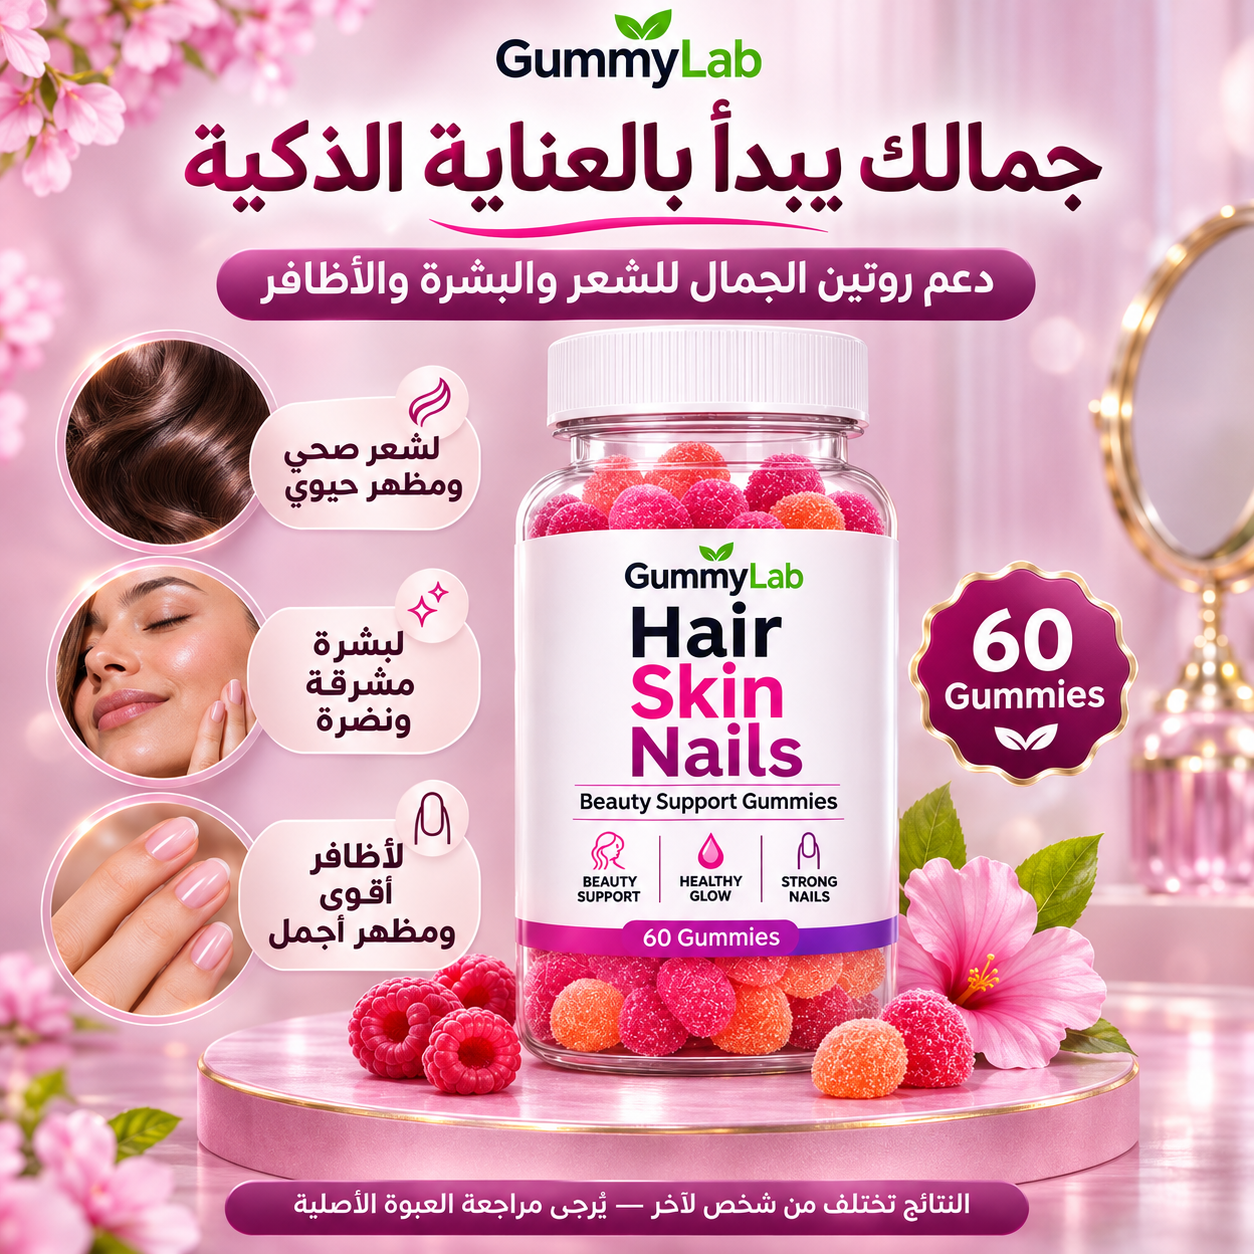 GummyLab
جمالك يبدأ بالعناية الذكية
دعم روتين الجمال للشعر والبشرة والأظافر
لشعر صحي
ومظهر حيوي
لبشرة
مشرقة
ونضرة
لأظافر
أقوى
ومظهر أجمل
GummyLab
Hair
Skin
Nails
Beauty Support Gummies
BEAUTY
SUPPORT
HEALTHY
GLOW
STRONG
NAILS
60 Gummies
60
Gummies
النتائج تختلف من شخص لآخر — يُرجى مراجعة العبوة الأصلية